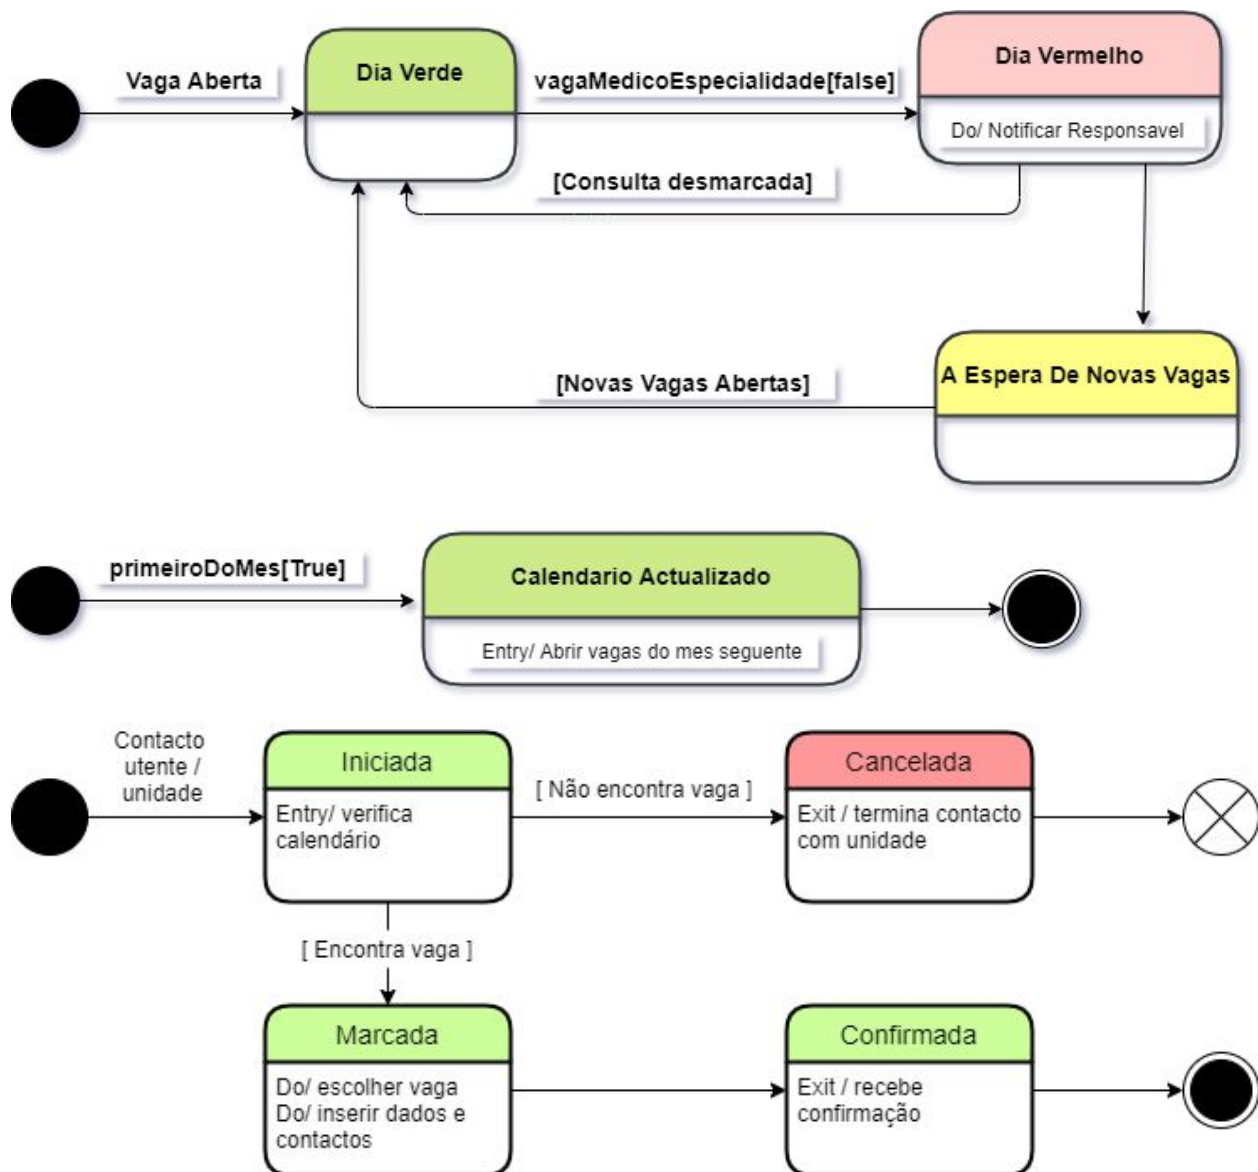 Vaga Aberta
Dia Verde
vagaMedicoEspecialidade[false]
Dia Vermelho
Do/ Notificar Responsavel
[Consulta desmarcada]
A Espera De Novas Vagas
[Novas Vagas Abertas]
primeiroDoMes[True]
Calendario Actualizado
Entry/ Abrir vagas do mes seguente
Contacto
utente /
unidade
Iniciada
Entry/ verifica
calendário
[ Não encontra vaga ]
Cancelada
Exit / termina contacto
com unidade
[ Encontra vaga ]
Marcada
Do/ escolher vaga
Do/ inserir dados e
contactos
Confirmada
Exit / recebe
confirmação